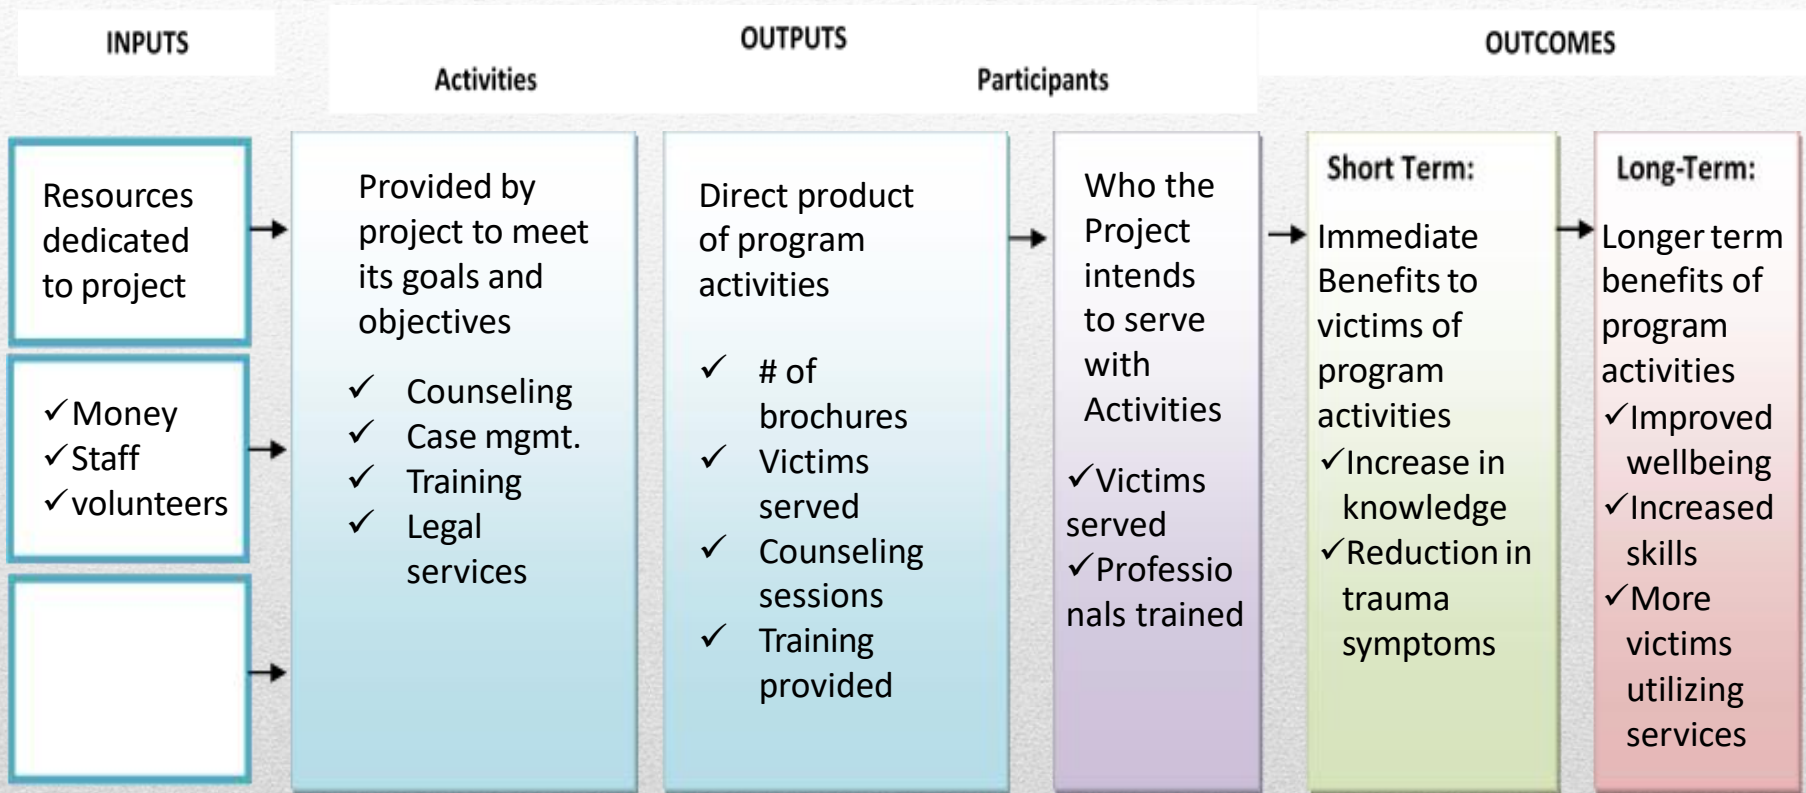 INPUTS
OUTPUTS
Activities
Participants
OUTCOMES
Resources
dedicated
to project
✓Money
✓Staff
✓volunteers
Provided by
project to meet
its goals and
objectives
✓ Counseling
✓ Case mgmt.
✓ Training
✓ Legal
services
Direct product
of program
activities
✓ # of
brochures
✓ Victims
served
✓ Counseling
sessions
✓ Training
provided
Who the
Project
intends
to serve
with
Activities
✓Victims
served
✓Professio
nals trained
Short Term:
Immediate
Benefits to
victims of
program
activities
✓Increase in
knowledge
✓Reduction in
trauma
symptoms
Long-Term:
Longer term
benefits of
program
activities
✓Improved
wellbeing
✓Increased
skills
✓More
victims
utilizing
services